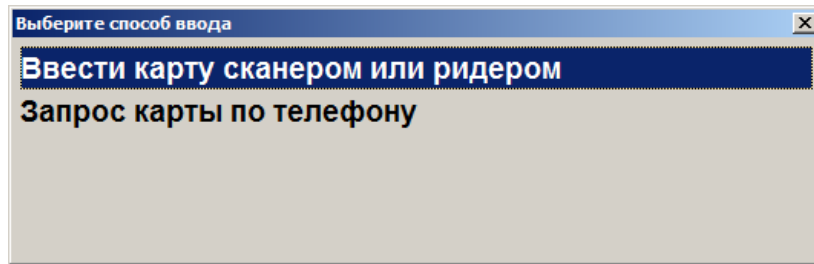 Выберите способ ввода
Ввести карту сканером или ридером
Запрос карты по телефону